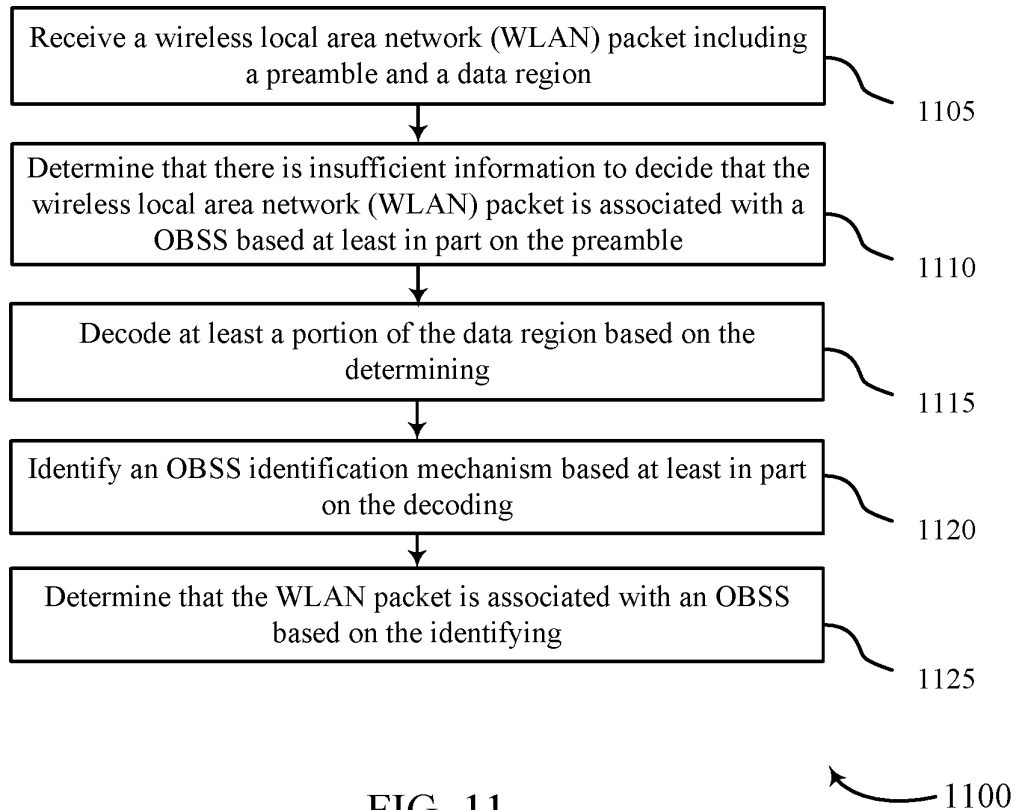 Receive a wireless local area network (WLAN) packet including
a preamble and a data region
1105
Determine that there is insufficient information to decide that the
wireless local area network (WLAN) packet is associated with a
OBSS based at least in part on the preamble
1110
Decode at least a portion of the data region based on the
determining
1115
Identify an OBSS identification mechanism based at least in part
on the decoding
1120
Determine that the WLAN packet is associated with an OBSS
based on the identifying
1125
1100
FIG. 11